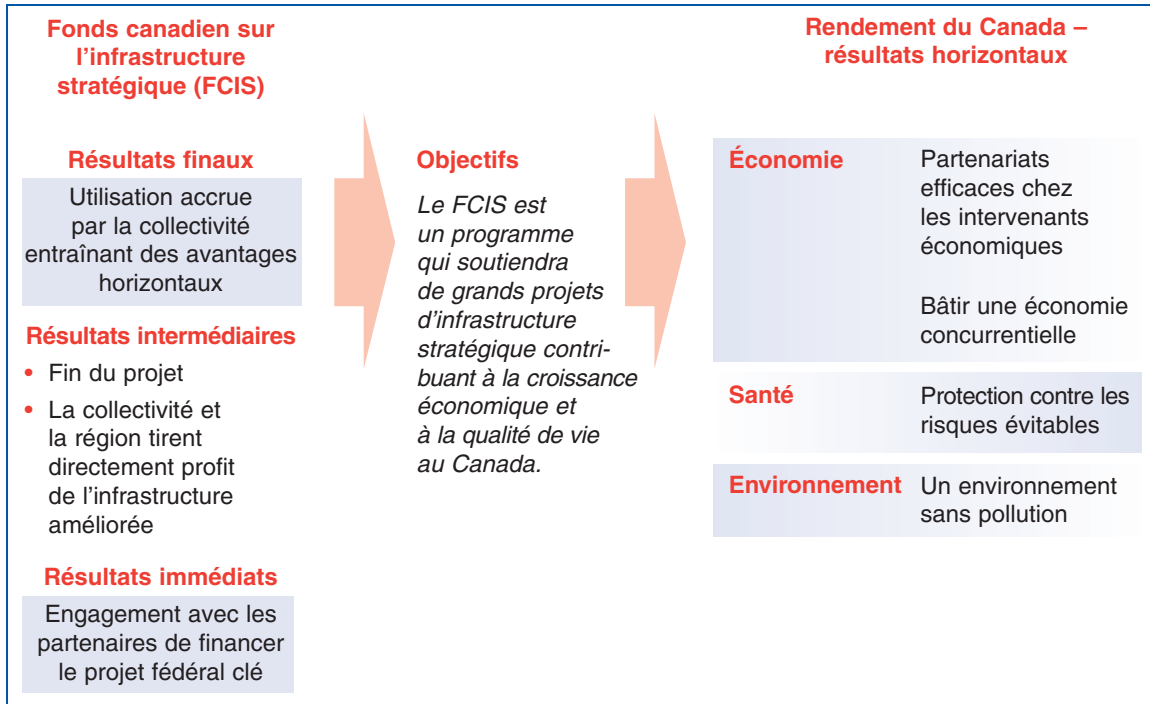 Fonds canadien sur
l'infrastructure
stratégique (FCIS)
Résultats finaux
Utilisation accrue
par la collectivité
entraînant des avantages
horizontaux
Résultats intermédiaires
• Fin du projet
• La collectivité et
la région tirent
directement profit
de l'infrastructure
améliorée
Résultats immédiats
Engagement avec les
partenaires de financer
le projet fédéral clé
Objectifs
Le FCIS est
un programme
qui soutiendra
de grands projets
d'infrastructure
stratégique contri-
buant à la croissance
économique et
à la qualité de vie
au Canada.
Rendement du Canada –
résultats horizontaux
Économie
Partenariats
efficaces chez
les intervenants
économiques
Bâtir une économie
concurrentielle
Santé
Protection contre les
risques évitables
Environnement
Un environnement
sans pollution